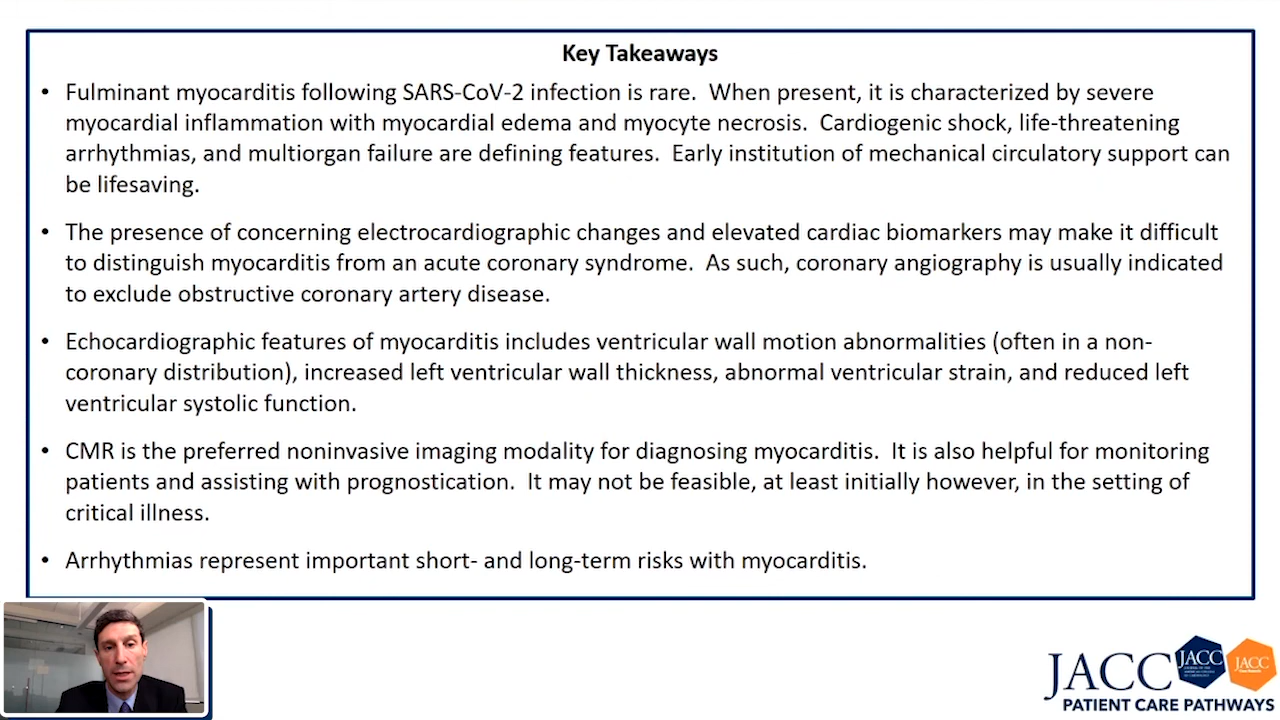 Key Takeaways
• Fulminant myocarditis following SARS-CoV-2 infection is rare. When present, it is characterized by severe
myocardial inflammation with myocardial edema and myocyte necrosis. Cardiogenic shock, life-threatening
arrhythmias, and multiorgan failure are defining features. Early institution of mechanical circulatory support can
be lifesaving.
• The presence of concerning electrocardiographic changes and elevated cardiac biomarkers may make it difficult
to distinguish myocarditis from an acute coronary syndrome. As such, coronary angiography is usually indicated
to exclude obstructive coronary artery disease.
• Echocardiographic features of myocarditis includes ventricular wall motion abnormalities (often in a non-
coronary distribution), increased left ventricular wall thickness, abnormal ventricular strain, and reduced left
ventricular systolic function.
• CMR is the preferred noninvasive imaging modality for diagnosing myocarditis. It is also helpful for monitoring
patients and assisting with prognostication. It may not be feasible, at least initially however, in the setting of
critical illness.
• Arrhythmias represent important short- and long-term risks with myocarditis.
JACC
JACC
JACC
PATIENT CARE PATHWAYS